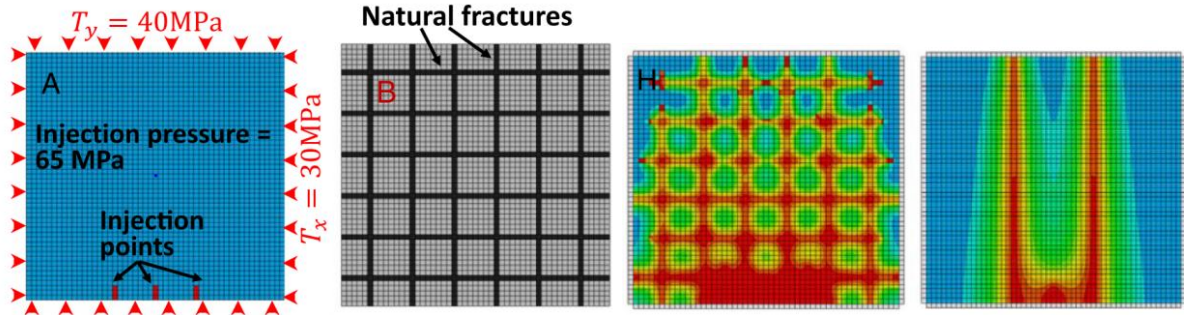 T_y = 40MPa
A
Injection pressure =
65 MPa
Injection
points
T_x = 30MPa
Natural fractures
B
H